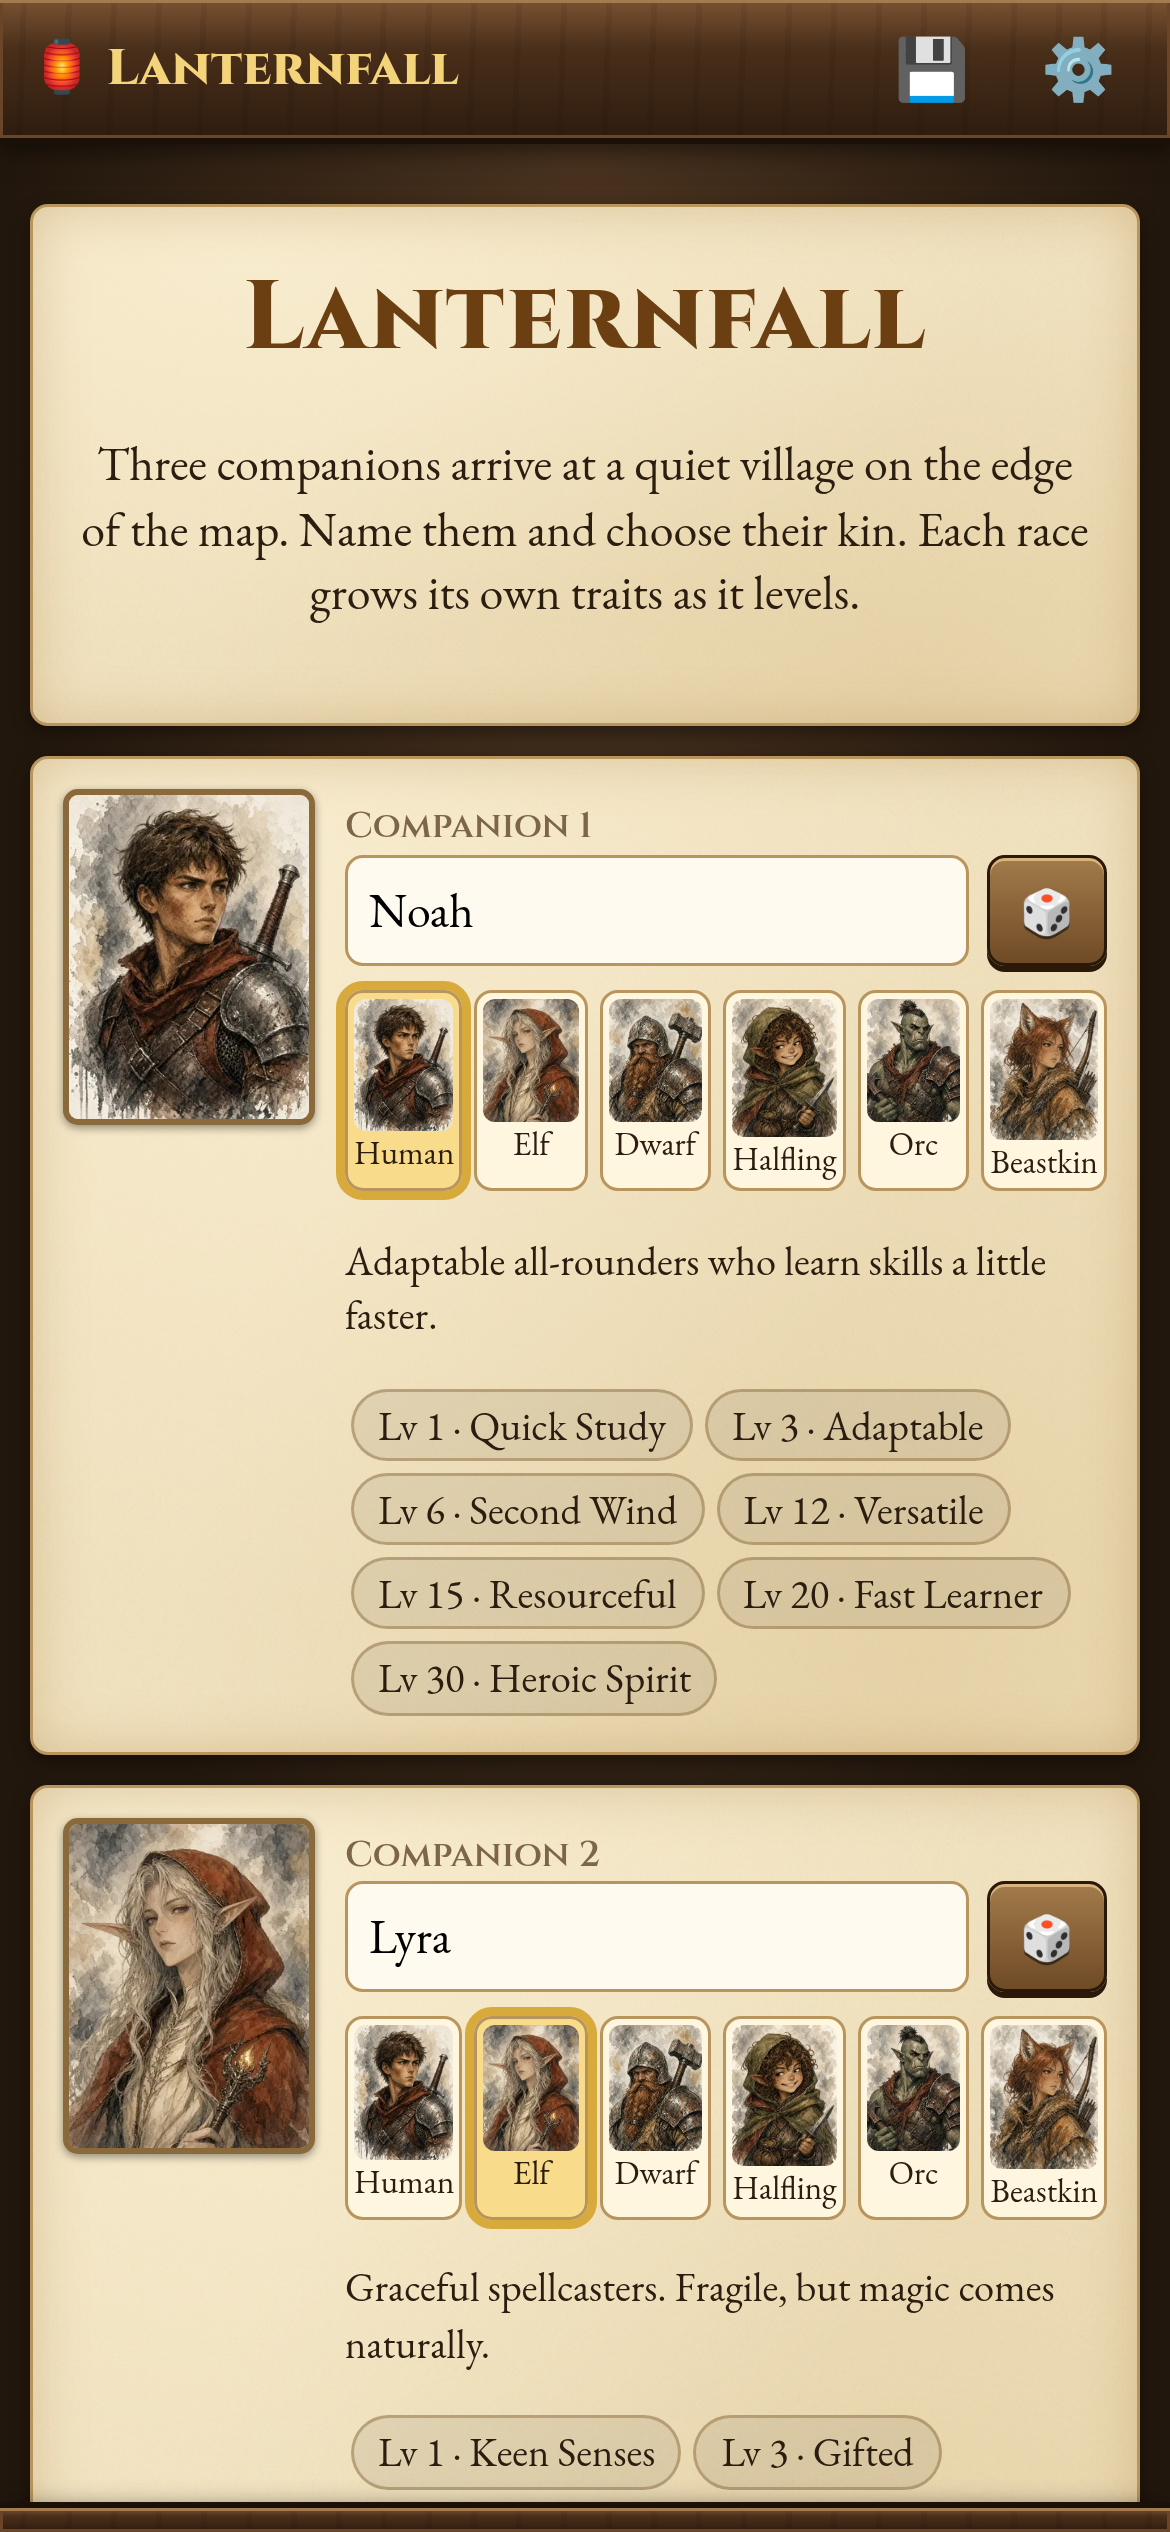 Lanternfall
Lanternfall
Three companions arrive at a quiet village on the edge
of the map. Name them and choose their kin. Each race
grows its own traits as it levels.
Companion 1
Noah
Human Elf Dwarf Halfling Orc Beastkin
Adaptable all-rounders who learn skills a little
faster.
Lv 1 · Quick Study Lv 3 · Adaptable
Lv 6 · Second Wind Lv 12 · Versatile
Lv 15 · Resourceful Lv 20 · Fast Learner
Lv 30 · Heroic Spirit
Companion 2
Lyra
Human Elf Dwarf Halfling Orc Beastkin
Graceful spellcasters. Fragile, but magic comes
naturally.
Lv 1 · Keen Senses Lv 3 · Gifted